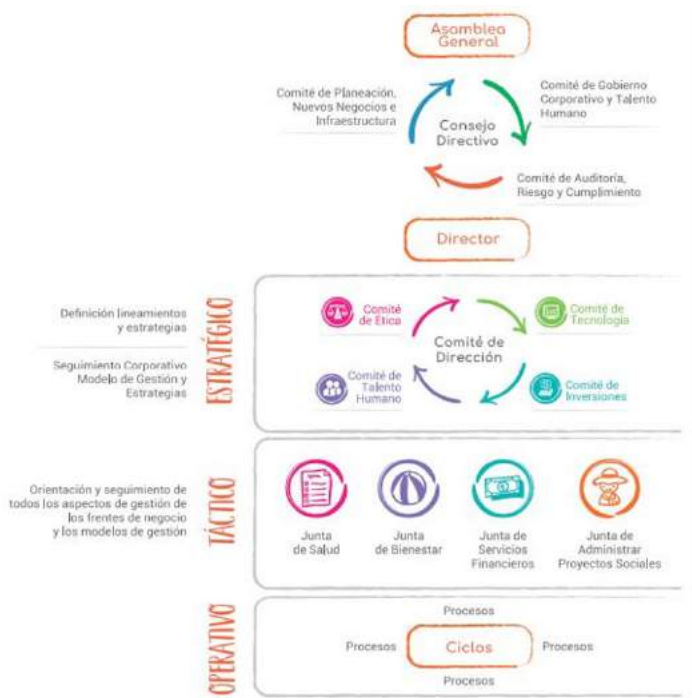 Asamblea
General
Comité de Planeación,
Nuevos Negocios e
Infraestructura
Comité de Gobierno
Corporativo y Talento
Humano
Consejo
Directivo
Comité de Auditoría,
Riesgo y Cumplimiento
Director
ESTRATÉGICO
Definición lineamientos
y estrategias
Seguimiento Corporativo
Modelo de Gestión y
Estrategias
Comité
de Ética
Comité de
Tecnología
Comité de
Dirección
Comité de
Talento
Humano
Comité de
Inversiones
TÁCTICO
Orientación y seguimiento de
todos los aspectos de gestión de
los frentes de negocio
y los modelos de gestión
Junta
de Salud
Junta
de Bienestar
Junta de
Servicios
Financieros
Junta de
Administrar
Proyectos Sociales
OPERATIVO
Procesos
Procesos
Ciclos
Procesos
Procesos